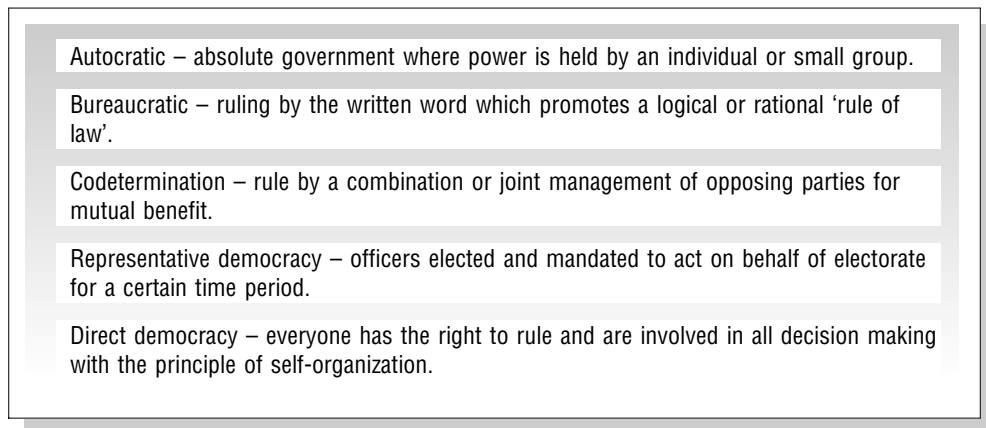 Autocratic – absolute government where power is held by an individual or small group.
Bureaucratic – ruling by the written word which promotes a logical or rational ‘rule of
law’.
Codetermination – rule by a combination or joint management of opposing parties for
mutual benefit.
Representative democracy – officers elected and mandated to act on behalf of electorate
for a certain time period.
Direct democracy – everyone has the right to rule and are involved in all decision making
with the principle of self-organization.